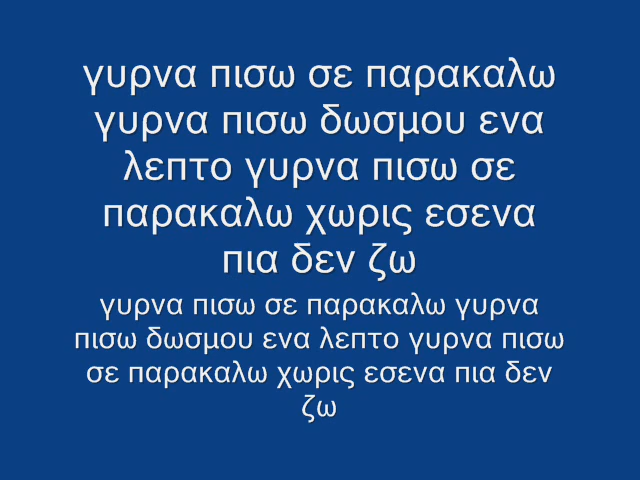 γυρνα πισω σε παρακαλω
γυρνα πισω δωσμου ενα
λεπτο γυρνα πισω σε
παρακαλω χωρις εσενα
πια δεν ζω
γυρνα πισω σε παρακαλω γυρνα
πισω δωσμου ενα λεπτο γυρνα πισω
σε παρακαλω χωρις εσενα πια δεν
ζω